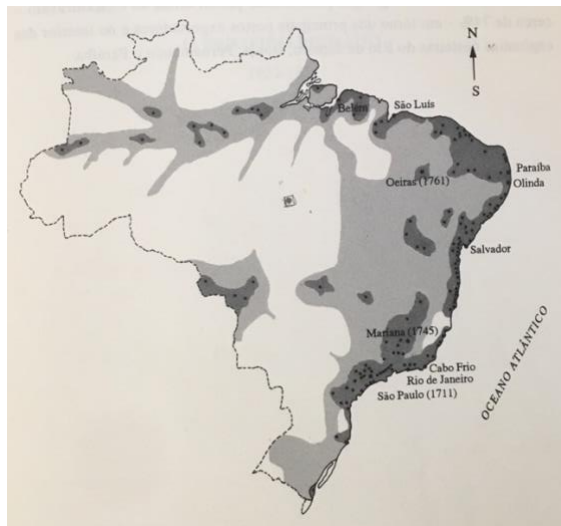 N
S
Belém
São Luís
Paraíba
Oeiras (1761)
Olinda
Salvador
Mariana (1745)
Cabo Frio
Rio de Janeiro
São Paulo (1711)
OCEANO ATLÂNTICO